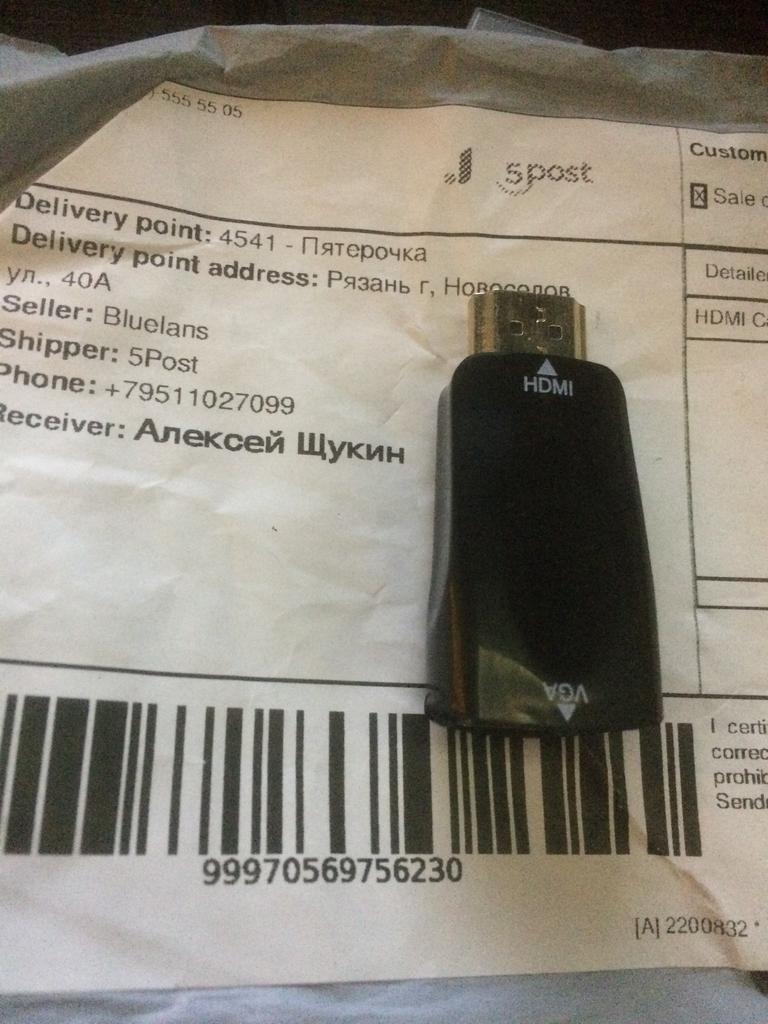 ) 555 55 05
5post
Delivery point: 4541 - Пятерочка
Delivery point address: Рязань г, Новоселов
ул., 40А
Seller: Bluelans
Shipper: 5Post
Phone: +79511027099
Receiver: Алексей Щукин
Custom
Sale
Detaile
HDMI
HDMI
VGA
99970569756230
I certi
correc
prohib
Sende
[A] 2200832 *